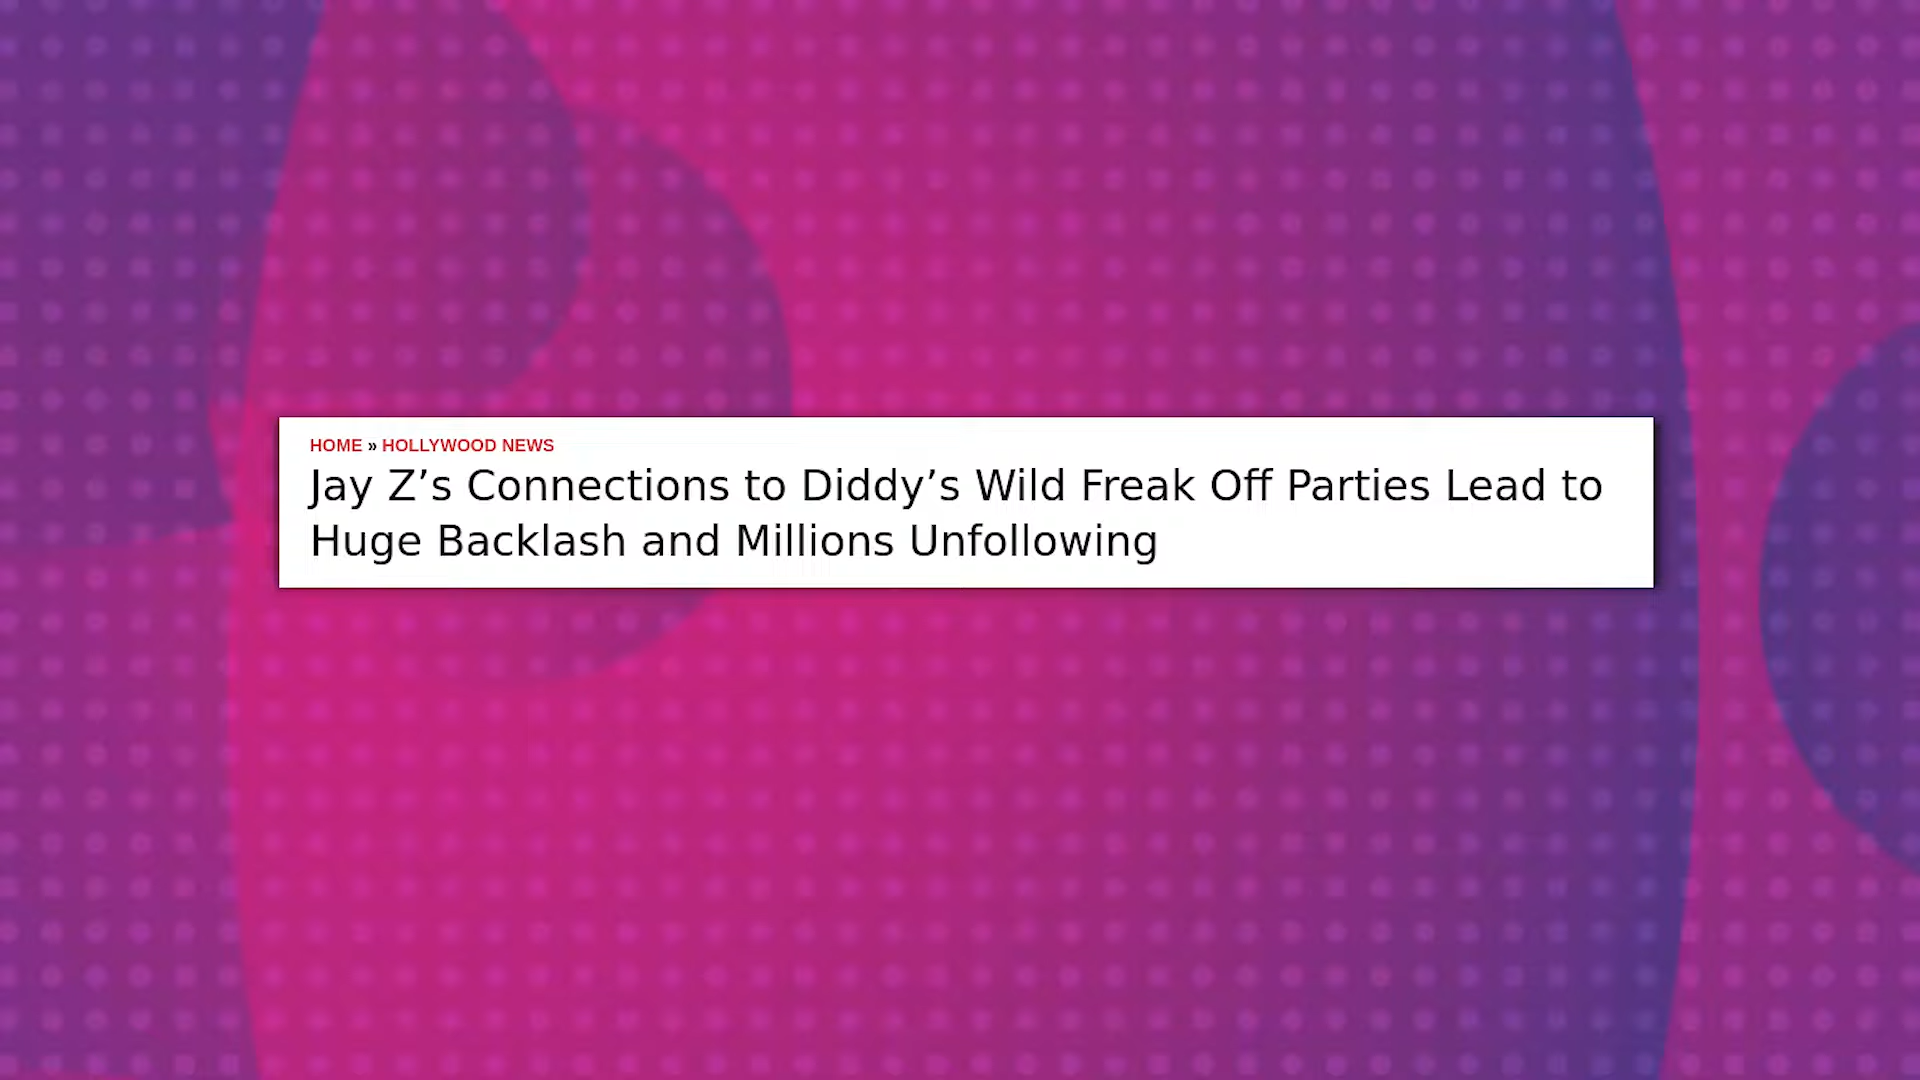 HOME » HOLLYWOOD NEWS
Jay Z’s Connections to Diddy’s Wild Freak Off Parties Lead to
Huge Backlash and Millions Unfollowing